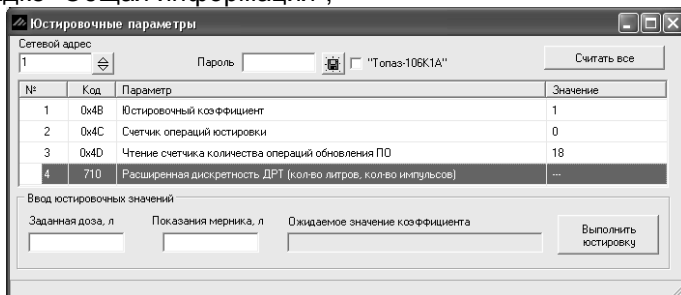 "Общая информация";
Юстировочные параметры
Сетевой адрес
1 Пароль "Топаз-106К1А" Считать все
№ Код Параметр Значение
1 0x4B Юстировочный коэффициент 1
2 0x4C Счетчик операций юстировки 0
3 0x4D Чтение счетчика количества операций обновления ПО 18
4 710 Расширенная дискретность ДРТ (кол-во литров, кол-во импульсов) ---
Ввод юстировочных значений
Заданная доза, л Показания мерника, л Ожидаемое значение коэффициента
Выполнить
юстировку